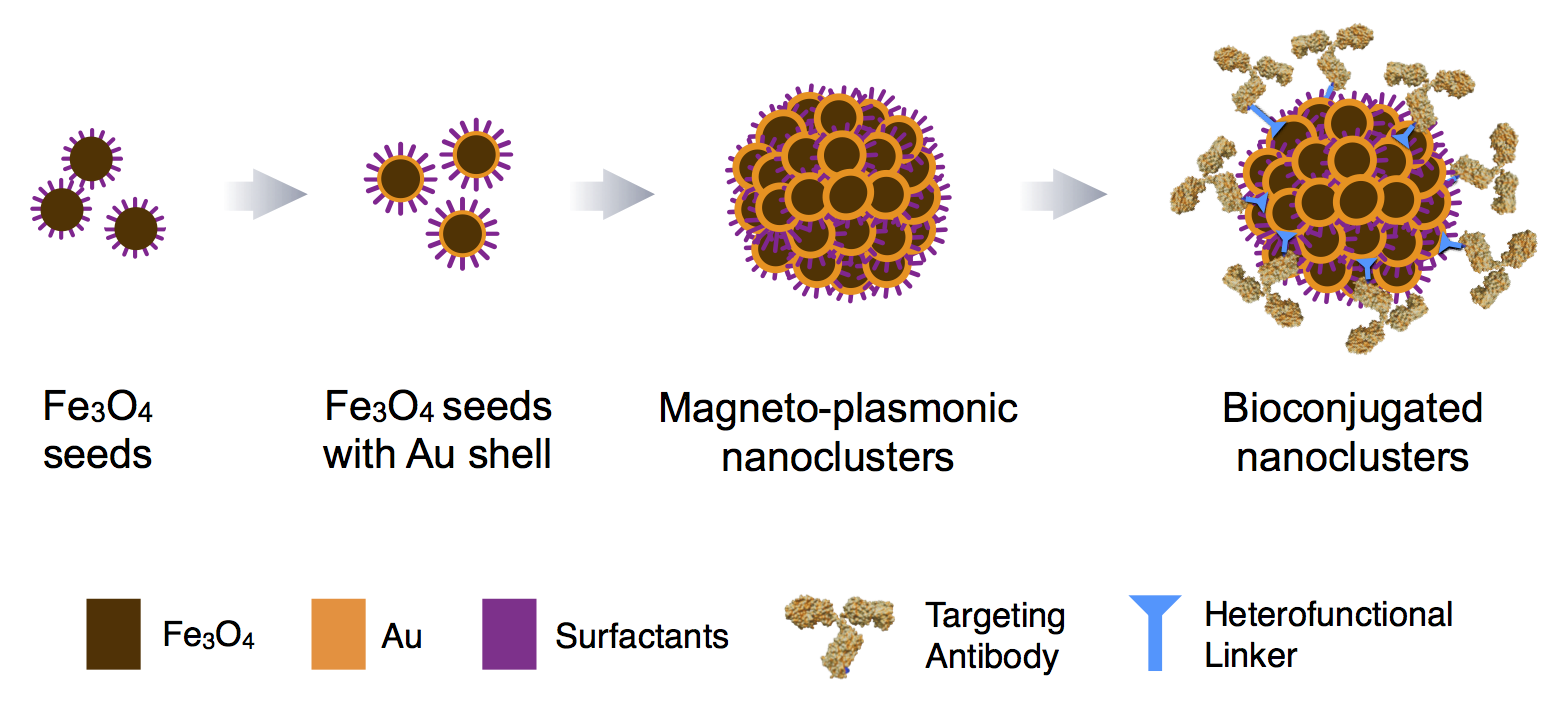 Fe₃O₄
seeds
Fe₃O₄ seeds
with Au shell
Magneto-plasmonic
nanoclusters
Bioconjugated
nanoclusters
Fe₃O₄
Au
Surfactants
Targeting
Antibody
Heterofunctional
Linker